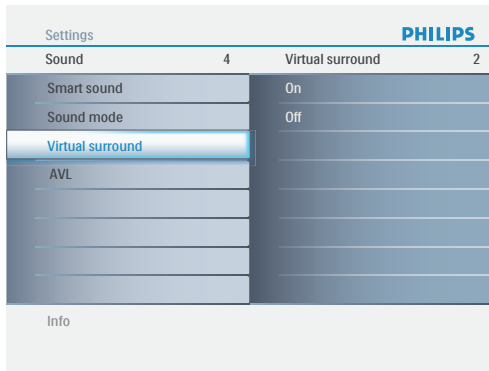 Settings PHILIPS
Sound 4 Virtual surround 2
Smart sound On
Sound mode Off
Virtual surround
AVL
Info